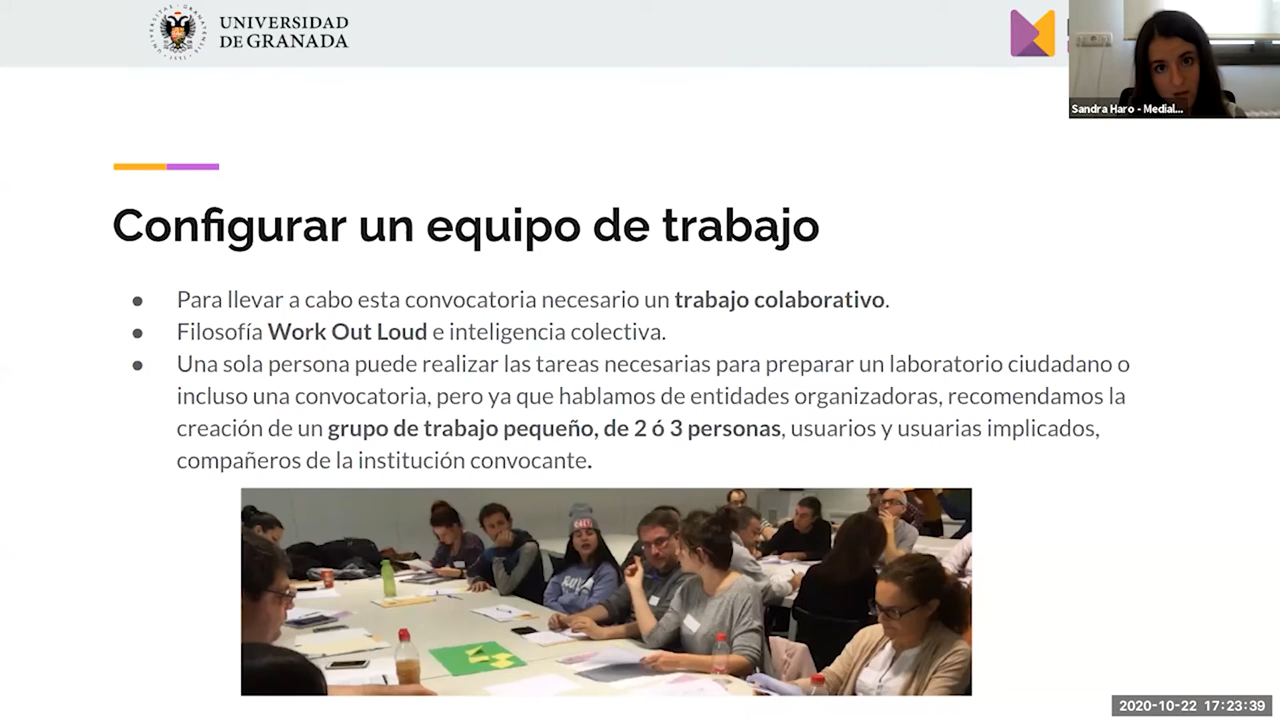 UNIVERSIDAD
DE GRANADA
Sandra Haro - Medial...
Configurar un equipo de trabajo
● Para llevar a cabo esta convocatoria necesario un trabajo colaborativo.
● Filosofía Work Out Loud e inteligencia colectiva.
● Una sola persona puede realizar las tareas necesarias para preparar un laboratorio ciudadano o
incluso una convocatoria, pero ya que hablamos de entidades organizadoras, recomendamos la
creación de un grupo de trabajo pequeño, de 2 ó 3 personas, usuarios y usuarias implicados,
compañeros de la institución convocante.
2020-10-22 17:23:39